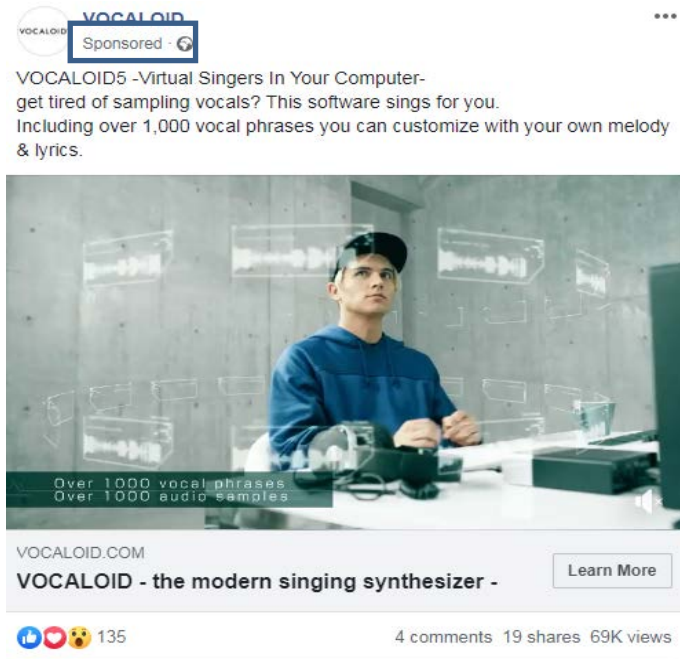 VOCALOID
VOCALOID
Sponsored ·
VOCALOID5 -Virtual Singers In Your Computer-
get tired of sampling vocals? This software sings for you.
Including over 1,000 vocal phrases you can customize with your own melody
& lyrics.
Over 1000 vocal phrases
Over 1000 audio samples
VOCALOID.COM
VOCALOID - the modern singing synthesizer -
Learn More
135
4 comments 19 shares 69K views